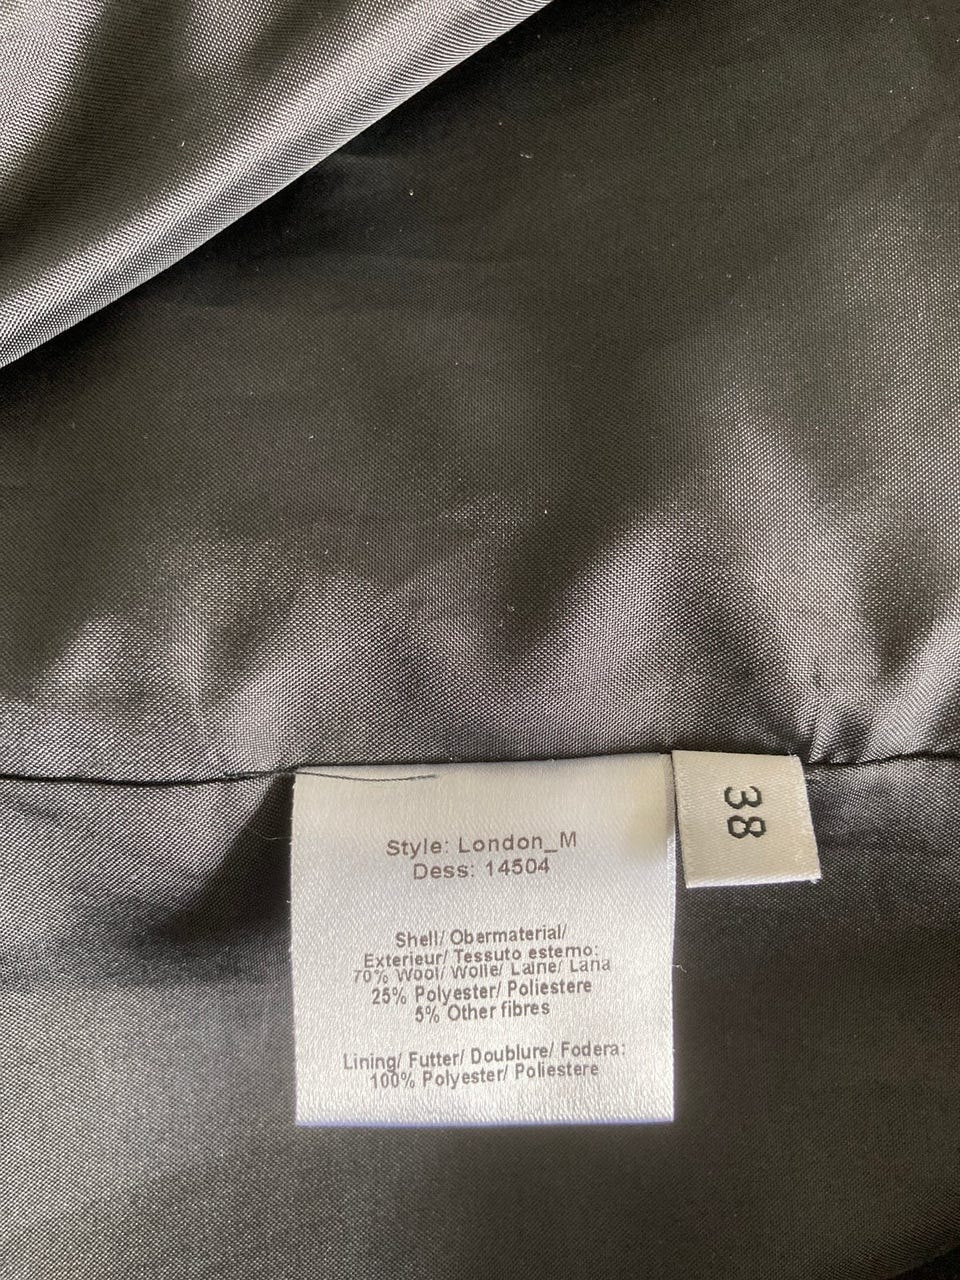 Style: London_M
Dess: 14504
Shell/ Obermaterial/
Exterieur/ Tessuto esterno:
70% Wool/ Wolle/ Laine/ Lana
25% Polyester/ Poliestere
5% Other fibres
Lining/ Futter/ Doublure/ Fodera:
100% Polyester/ Poliestere
38